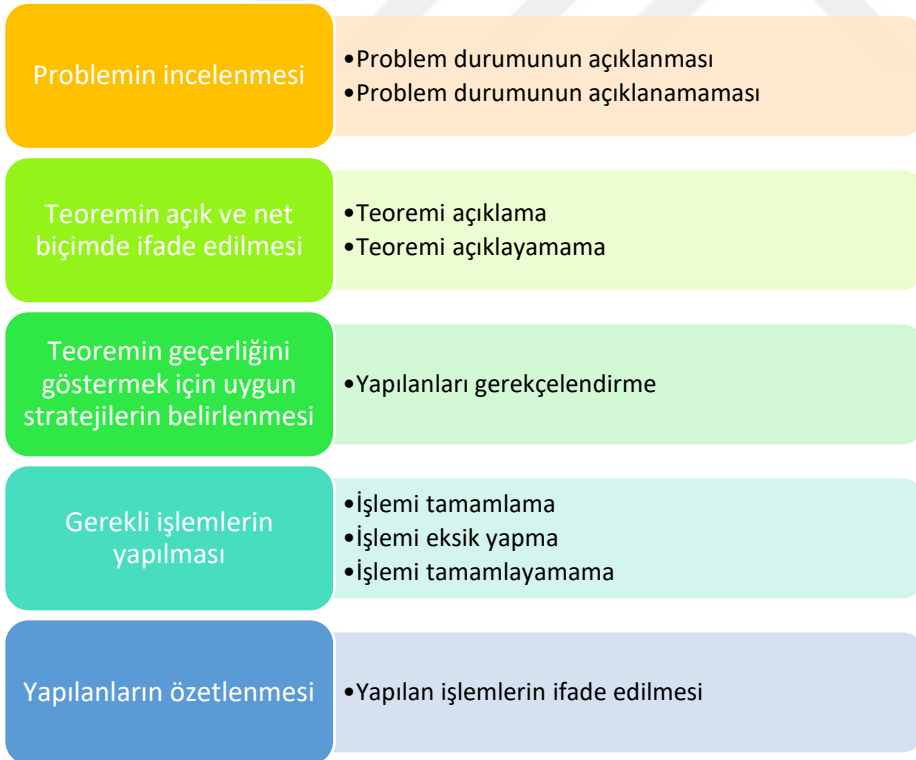 Problemin incelenmesi
•Problem durumunun açıklanması
•Problem durumunun açıklanamaması
Teoremin açık ve net
biçimde ifade edilmesi
•Teoremi açıklama
•Teoremi açıklayamama
Teoremin geçerliğini
göstermek için uygun
stratejilerin belirlenmesi
•Yapılanları gerekçelendirme
Gerekli işlemlerin
yapılması
•İşlemi tamamlama
•İşlemi eksik yapma
•İşlemi tamamlayamama
Yapılanların özetlenmesi
•Yapılan işlemlerin ifade edilmesi